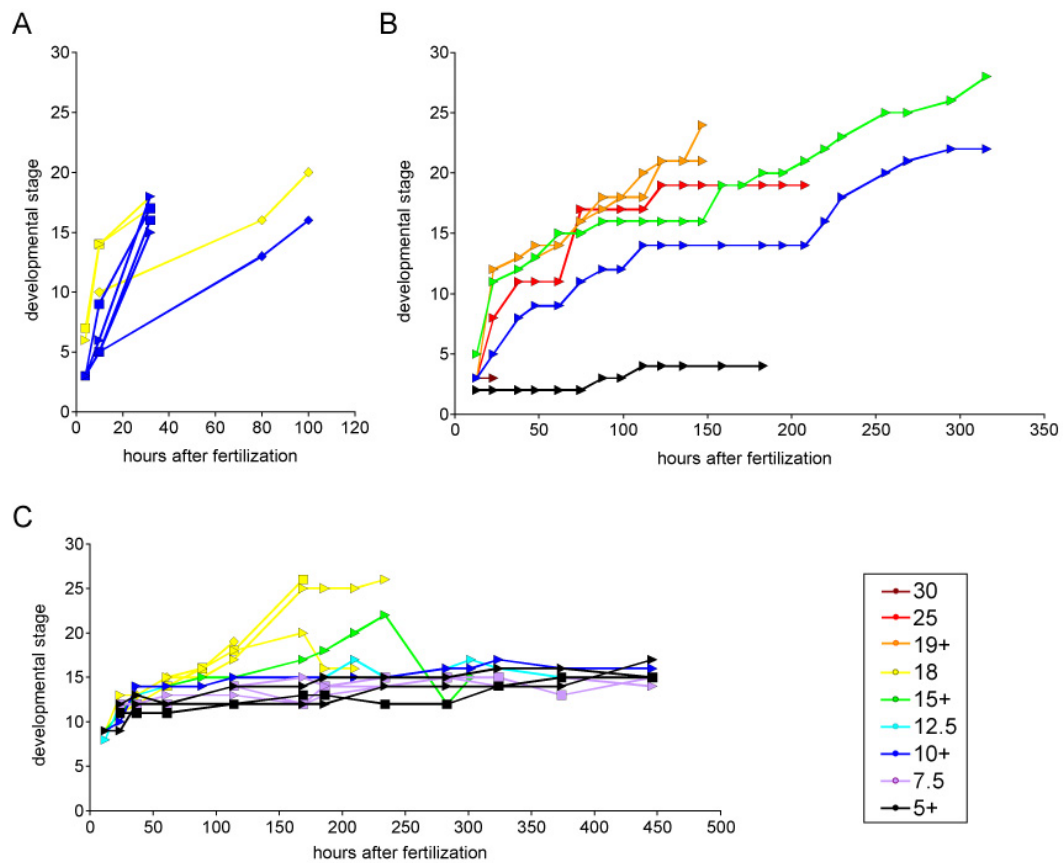 A
30
25
20
15
10
5
0
developmental stage
0 20 40 60 80 100 120
hours after fertilization
B
30
25
20
15
10
5
0
developmental stage
0 50 100 150 200 250 300 350
hours after fertilization
C
30
25
20
15
10
5
0
developmental stage
0 50 100 150 200 250 300 350 400 450 500
hours after fertilization
30
25
19+
18
15+
12.5
10+
7.5
5+